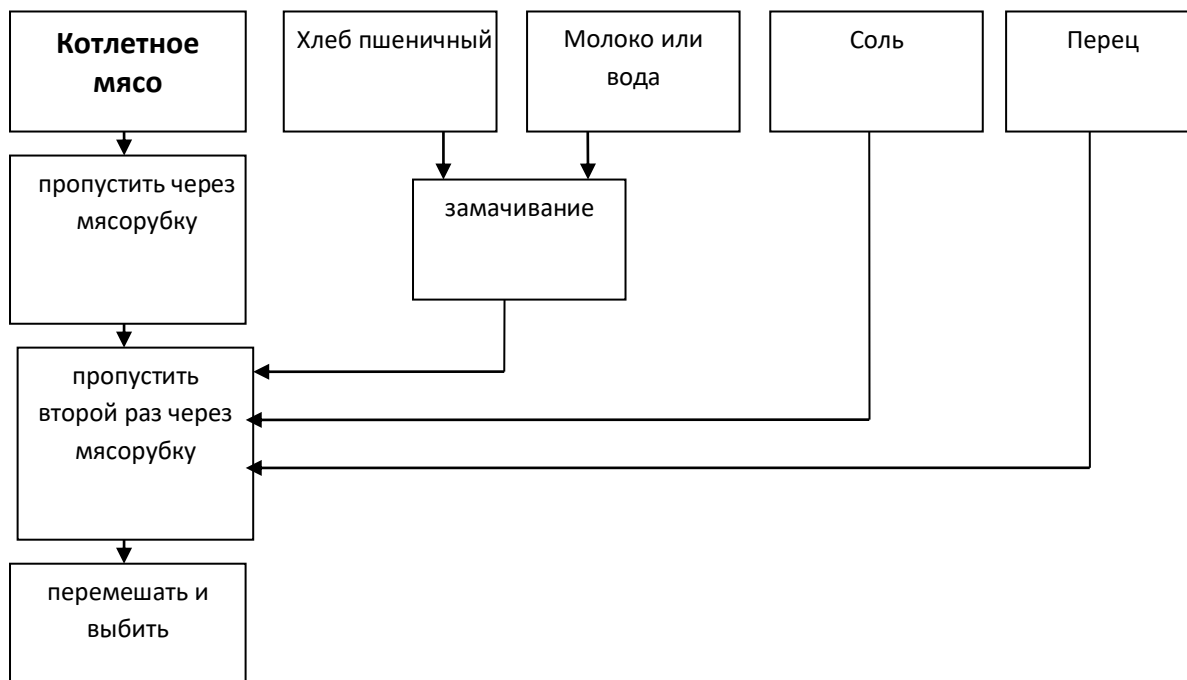 Котлетное
мясо
Хлеб пшеничный
Молоко или
вода
Соль
Перец
пропустить через
мясорубку
замачивание
пропустить
второй раз через
мясорубку
перемешать и
выбить